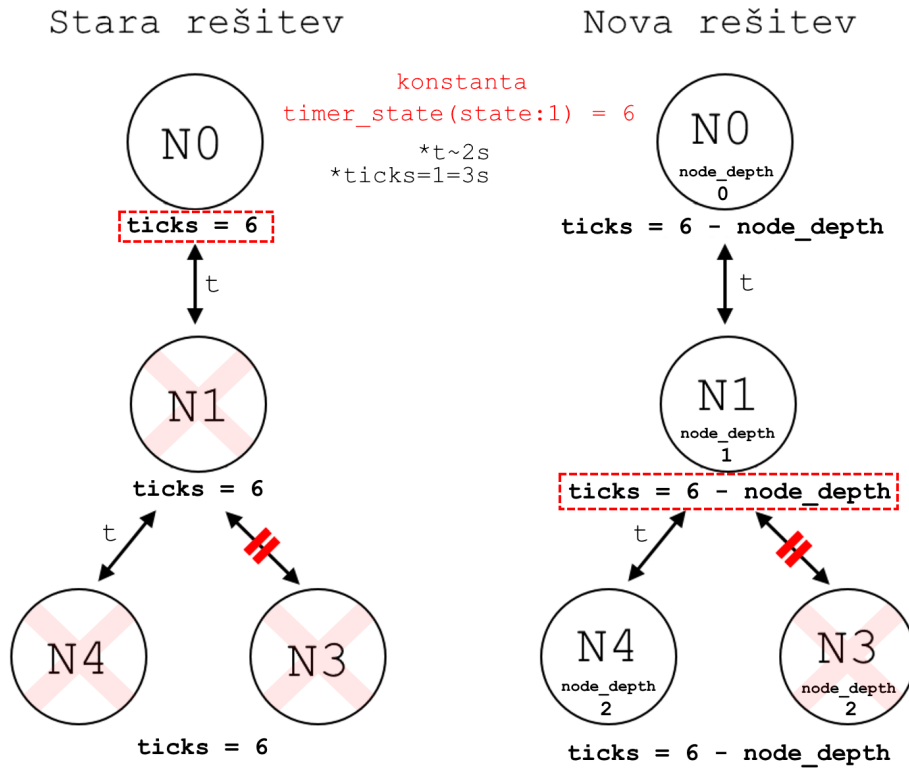 Stara rešitev
Nova rešitev
konstanta
timer_state(state:1) = 6
*t~2s
*ticks=1=3s
N0
ticks = 6
t
N1
ticks = 6
t
N4
N3
ticks = 6
N0
node_depth
0
ticks = 6 - node_depth
t
N1
node_depth
1
ticks = 6 - node_depth
t
N4
node_depth
2
N3
node_depth
2
ticks = 6 - node_depth